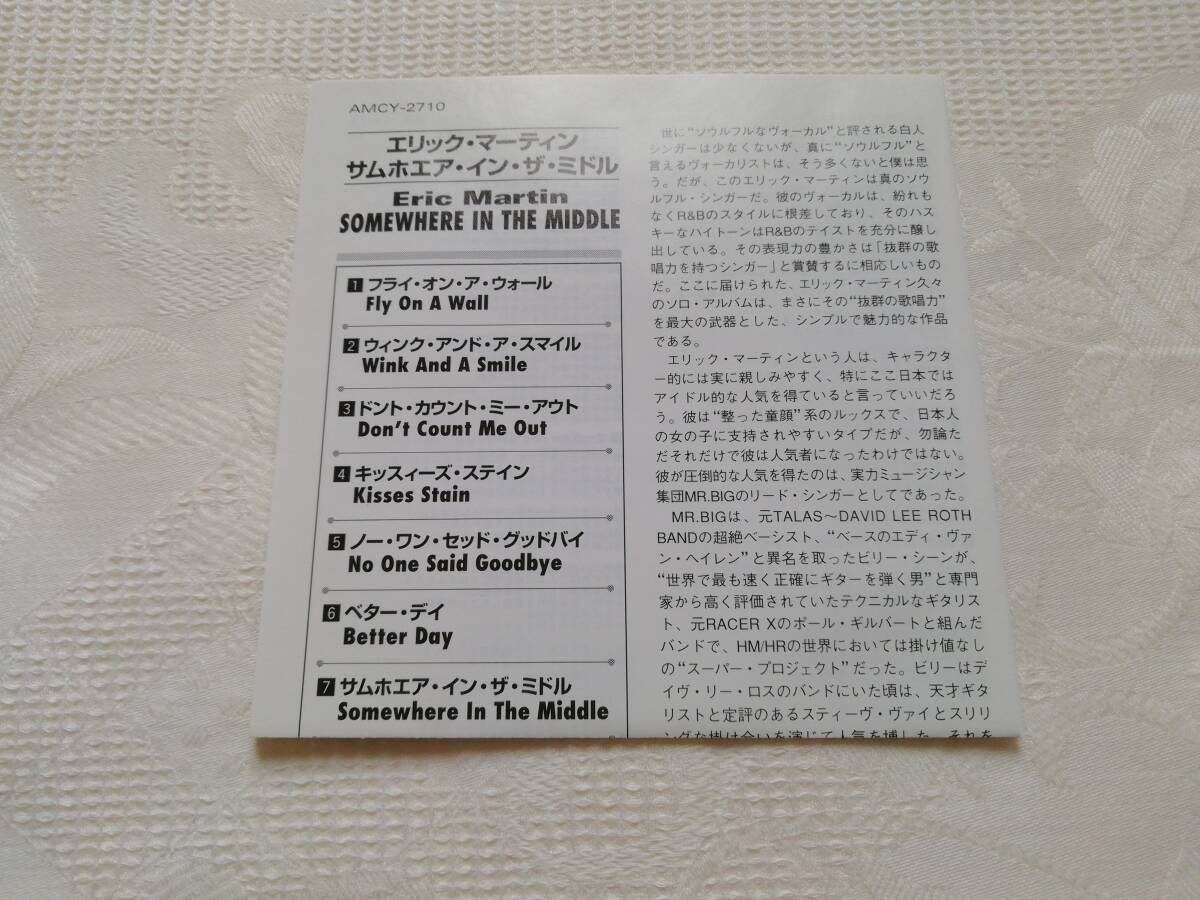 AMCY-2710
エリック・マーティン
サムホエア・イン・ザ・ミドル
Eric Martin
SOMEWHERE IN THE MIDDLE
1 フライ・オン・ア・ウォール
Fly On A Wall
2 ウィンク・アンド・ア・スマイル
Wink And A Smile
3 ドント・カウント・ミー・アウト
Don't Count Me Out
4 キッスィーズ・ステイン
Kisses Stain
5 ノー・ワン・セッド・グッドバイ
No One Said Goodbye
6 ベター・デイ
Better Day
7 サムホエア・イン・ザ・ミドル
Somewhere In The Middle
世に“ソウルフルなヴォーカル”と評される白人
シンガーは少なくないが、真に“ソウルフル”と
言えるヴォーカリストは、そう多くないと僕は思
う。だが、このエリック・マーティンは真のソウ
ルフル・シンガーだ。彼のヴォーカルは、紛れも
なくR&Bのスタイルに根差しており、そのハス
キーなハイトーンはR&Bのテイストを充分に醸し
出している。その表現力の豊かさは「抜群の歌
唱力を持つシンガー」と賞賛するに相応しいもの
だ。ここに届けられた、エリック・マーティン久々
のソロ・アルバムは、まさにその“抜群の歌唱力”
を最大の武器とした、シンプルで魅力的な作品
である。
エリック・マーティンという人は、キャラクタ
ー的には実に親しみやすく、特にここ日本では
アイドル的な人気を得ていると言っていいだろ
う。彼は“整った童顔”系のルックスで、日本人
の女の子に支持されやすいタイプだが、勿論た
だそれだけで彼は人気者になったわけではない。
彼が圧倒的な人気を得たのは、実力ミュージシャン
集団MR.BIGのリード・シンガーとしてであった。
MR.BIGは、元TALAS〜DAVID LEE ROTH
BANDの超絶ベーシスト、“ベースのエディ・ヴァ
ン・ヘイレン”と異名を取ったビリー・シーンが、
“世界で最も速く正確にギターを弾く男”と専門
家から高く評価されていたテクニカルなギタリス
ト、元RACER Xのポール・ギルバートと組んだ
バンドで、HM/HRの世界においては掛け値なし
の“スーパー・プロジェクト”だった。ビリーはデ
イヴ・リー・ロスのバンドにいた頃は、天才ギタ
リストと定評のあるスティーヴ・ヴァイとスリリ
ングな掛け合いを演じて人気を博した。それを